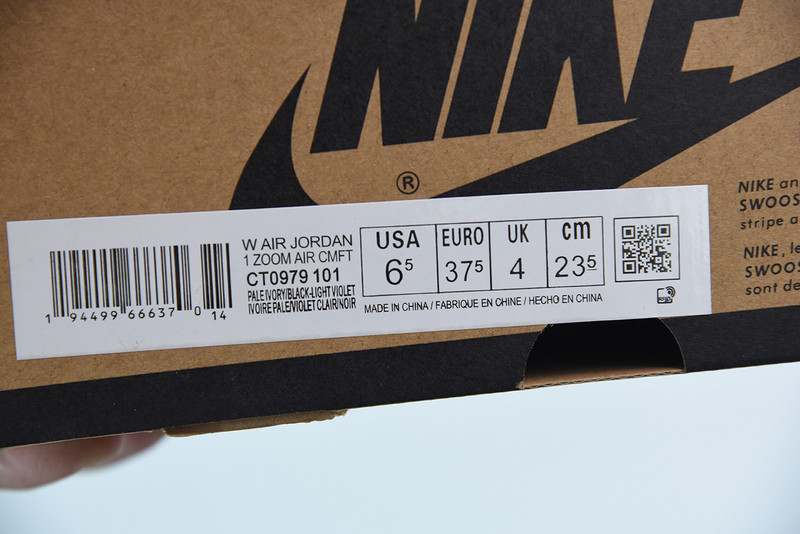 NIKE
®
NIKE an
SWOOS
stripe a
NIKE, le
SWOOS
sont de
W AIR JORDAN
1 ZOOM AIR CMFT
CT0979 101
PALE IVORY/BLACK-LIGHT VIOLET
IVOIRE PALE/VIOLET CLAIR/NOIR
1 94499 66637 0 14
USA EURO UK cm
6⁵ 37⁵ 4 23⁵
MADE IN CHINA / FABRIQUE EN CHINE / HECHO EN CHINA